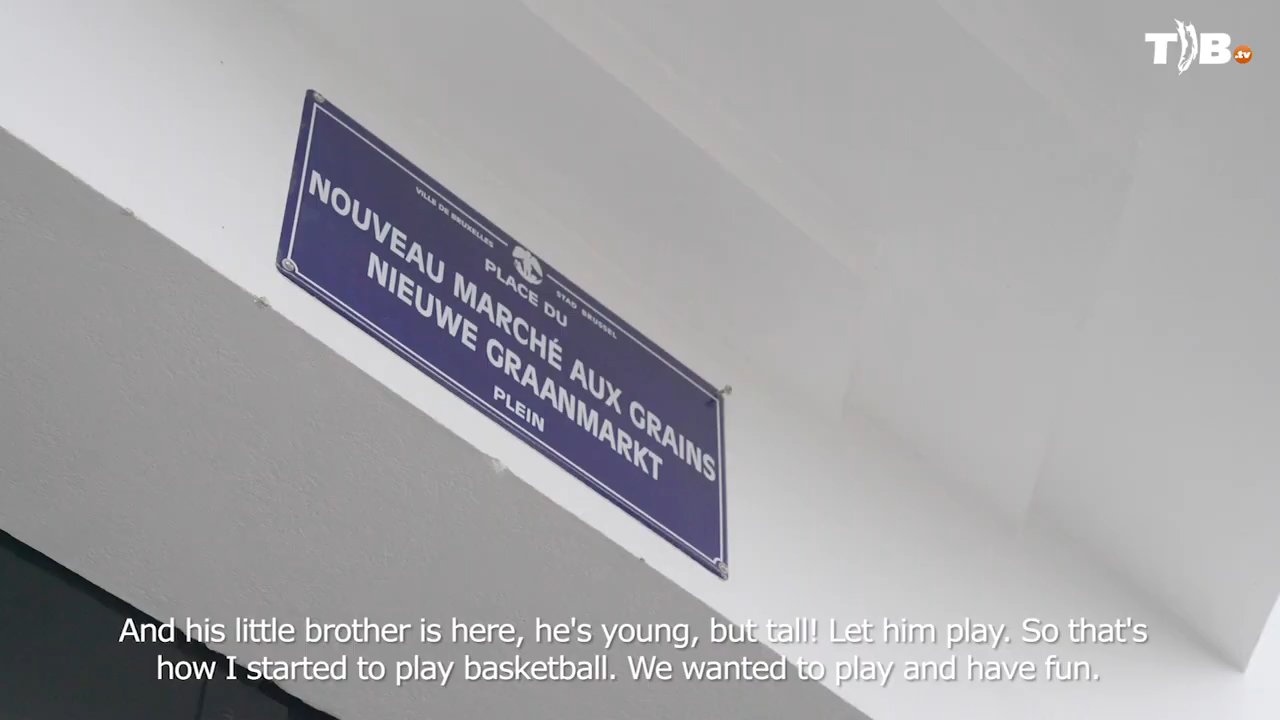 TIB.tv
VILLE DE BRUXELLES
STAD BRUSSEL
PLACE DU
NOUVEAU MARCHÉ AUX GRAINS
NIEUWE GRAANMARKT
PLEIN
And his little brother is here, he's young, but tall! Let him play. So that's
how I started to play basketball. We wanted to play and have fun.